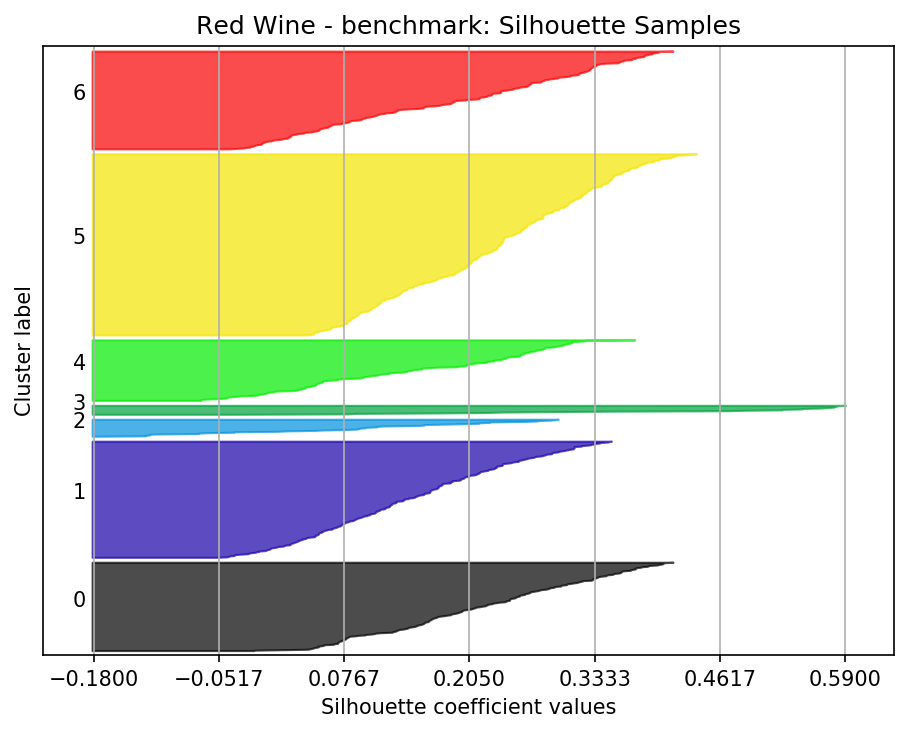 Red Wine - benchmark: Silhouette Samples
6
5
4
3
2
1
0
Cluster label
−0.1800 −0.0517 0.0767 0.2050 0.3333 0.4617 0.5900
Silhouette coefficient values